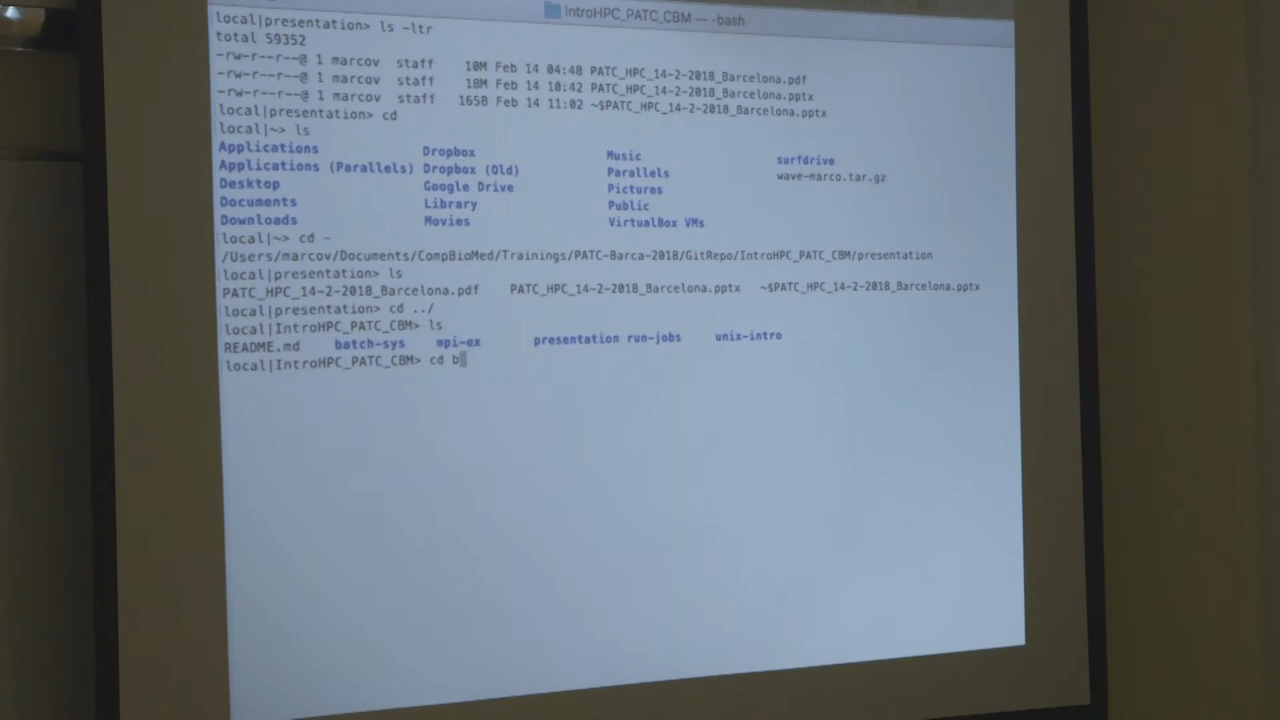 IntroHPC_PATC_CBM — -bash
local|presentation> ls -ltr
total 59352
-rw-r--r--@ 1 marcov  staff    10M Feb 14 04:48 PATC_HPC_14-2-2018_Barcelona.pdf
-rw-r--r--@ 1 marcov  staff    18M Feb 14 10:42 PATC_HPC_14-2-2018_Barcelona.pptx
-rw-r--r--@ 1 marcov  staff   165B Feb 14 11:02 ~$PATC_HPC_14-2-2018_Barcelona.pptx
local|presentation> cd
local|~> ls
Applications Dropbox Music surfdrive
Applications (Parallels) Dropbox (Old) Parallels wave-marco.tar.gz
Desktop Google Drive Pictures
Documents Library Public
Downloads Movies VirtualBox VMs
local|~> cd -
/Users/marcov/Documents/CompBioMed/Trainings/PATC-Barca-2018/GitRepo/IntroHPC_PATC_CBM/presentation
local|presentation> ls
PATC_HPC_14-2-2018_Barcelona.pdf PATC_HPC_14-2-2018_Barcelona.pptx ~$PATC_HPC_14-2-2018_Barcelona.pptx
local|presentation> cd ../
local|IntroHPC_PATC_CBM> ls
README.md batch-sys mpi-ex presentation run-jobs unix-intro
local|IntroHPC_PATC_CBM> cd b